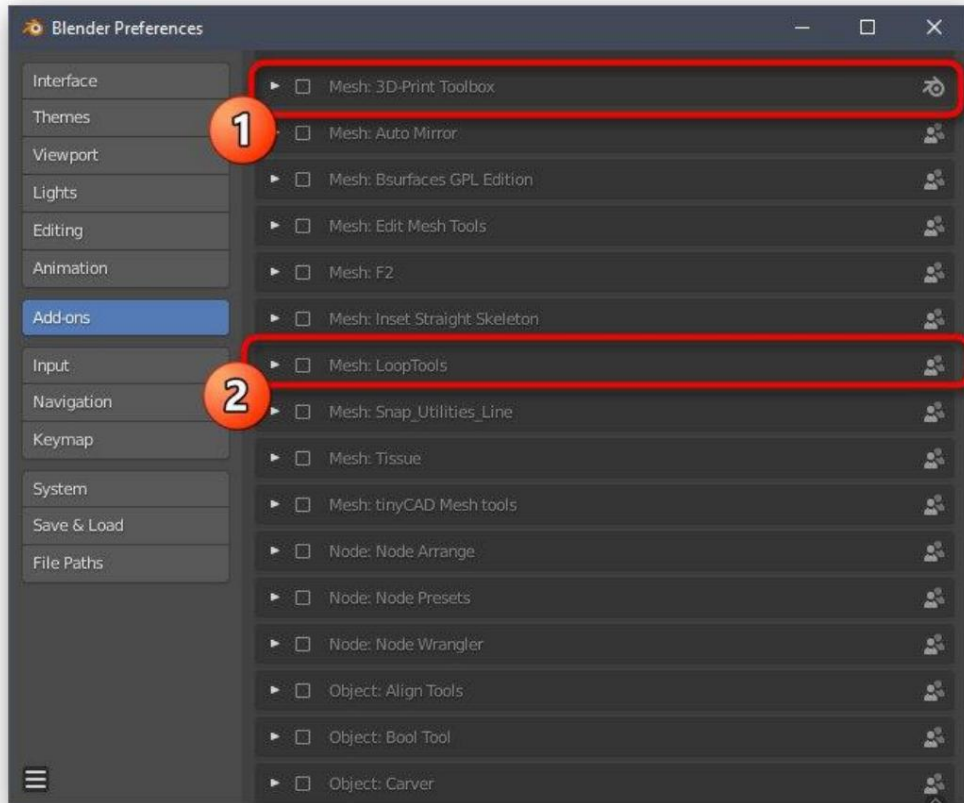 Blender Preferences
Interface
Themes
Viewport
Lights
Editing
Animation
Add-ons
Input
Navigation
Keymap
System
Save & Load
File Paths
1
2
Mesh: 3D-Print Toolbox
Mesh: Auto Mirror
Mesh: Bsurfaces GPL Edition
Mesh: Edit Mesh Tools
Mesh: F2
Mesh: Inset Straight Skeleton
Mesh: LoopTools
Mesh: Snap_Utilities_Line
Mesh: Tissue
Mesh: tinyCAD Mesh tools
Node: Node Arrange
Node: Node Presets
Node: Node Wrangler
Object: Align Tools
Object: Bool Tool
Object: Carver